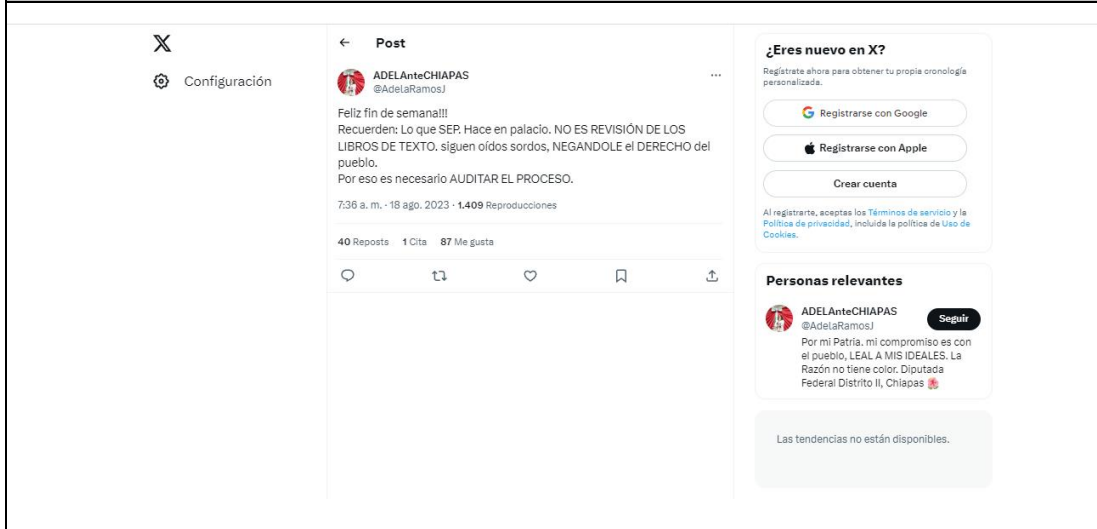 X
Configuración
← Post
ADELAnteCHIAPAS
@AdelaRamosJ
Feliz fin de semana!!!
Recuerden: Lo que SEP. Hace en palacio. NO ES REVISIÓN DE LOS
LIBROS DE TEXTO. siguen oídos sordos, NEGANDOLE el DERECHO del
pueblo.
Por eso es necesario AUDITAR EL PROCESO.
7:36 a. m. · 18 ago. 2023 · 1.409 Reproducciones
40 Reposts 1 Cita 87 Me gusta
¿Eres nuevo en X?
Regístrate ahora para obtener tu propia cronología
personalizada.
Registrarse con Google
Registrarse con Apple
Crear cuenta
Al registrarte, aceptas los Términos de servicio y la
Política de privacidad, incluida la política de Uso de
Cookies.
Personas relevantes
ADELAnteCHIAPAS
@AdelaRamosJ
Seguir
Por mi Patria. mi compromiso es con
el pueblo, LEAL A MIS IDEALES. La
Razón no tiene color. Diputada
Federal Distrito II, Chiapas 🌺
Las tendencias no están disponibles.